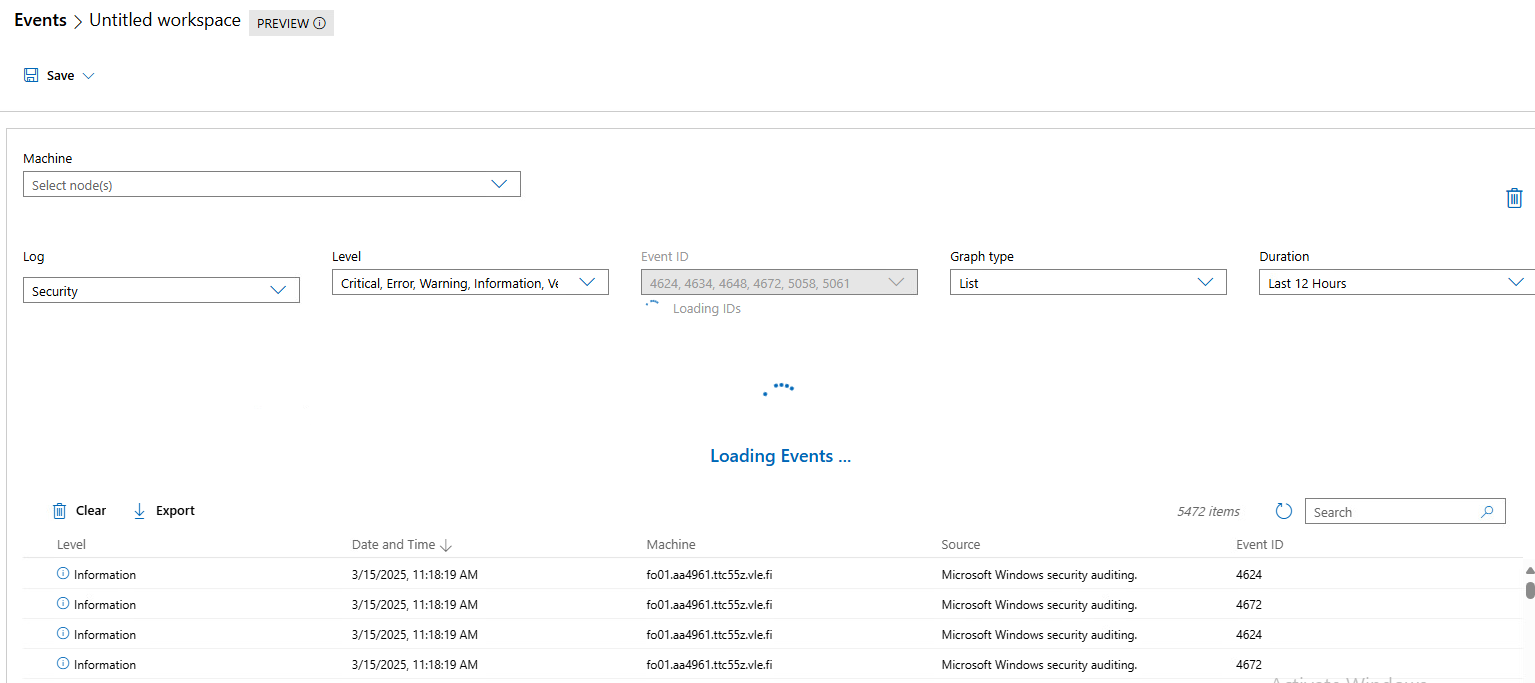 Events > Untitled workspace PREVIEW
Save
Machine
Select node(s)
Log Level Event ID Graph type Duration
Security Critical, Error, Warning, Information, Ve 4624, 4634, 4648, 4672, 5058, 5061 List Last 12 Hours
Loading IDs
Loading Events ...
Clear Export 5472 items Search
Level Date and Time Machine Source Event ID
Information 3/15/2025, 11:18:19 AM fo01.aa4961.ttc55z.vle.fi Microsoft Windows security auditing. 4624
Information 3/15/2025, 11:18:19 AM fo01.aa4961.ttc55z.vle.fi Microsoft Windows security auditing. 4672
Information 3/15/2025, 11:18:19 AM fo01.aa4961.ttc55z.vle.fi Microsoft Windows security auditing. 4624
Information 3/15/2025, 11:18:19 AM fo01.aa4961.ttc55z.vle.fi Microsoft Windows security auditing. 4672
Activate Windows